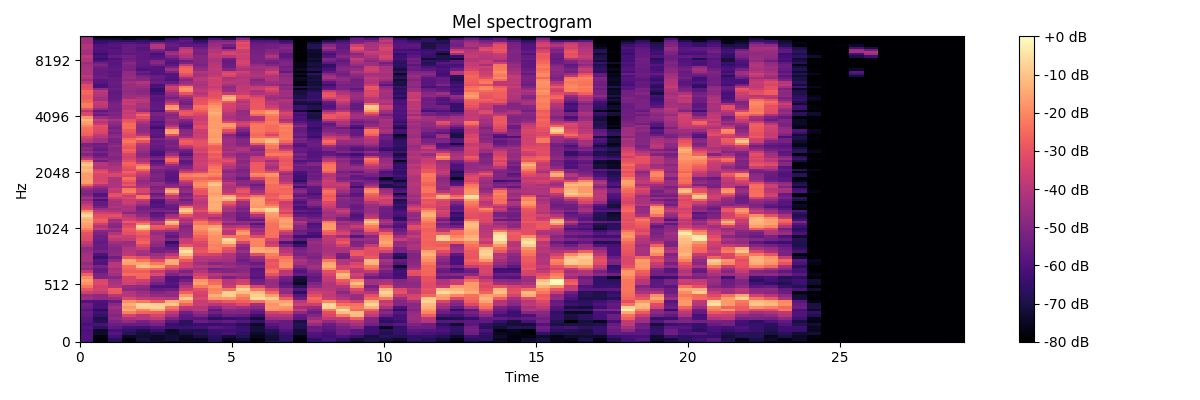 Mel spectrogram
8192
4096
2048
1024
512
0
Hz
0 5 10 15 20 25
Time
+0 dB
-10 dB
-20 dB
-30 dB
-40 dB
-50 dB
-60 dB
-70 dB
-80 dB